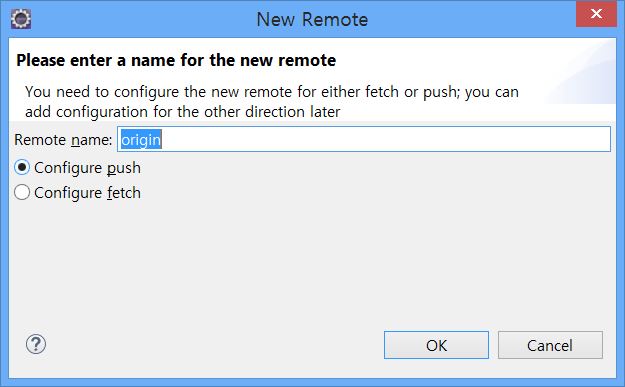 New Remote
Please enter a name for the new remote
You need to configure the new remote for either fetch or push; you can
add configuration for the other direction later
Remote name: origin
Configure push
Configure fetch
?
OK Cancel